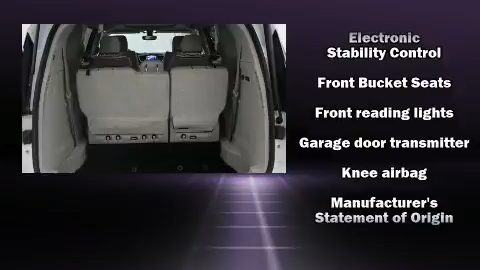 Electronic
Stability Control
Front Bucket Seats
Front reading lights
Garage door transmitter
Knee airbag
Manufacturer's
Statement of Origin